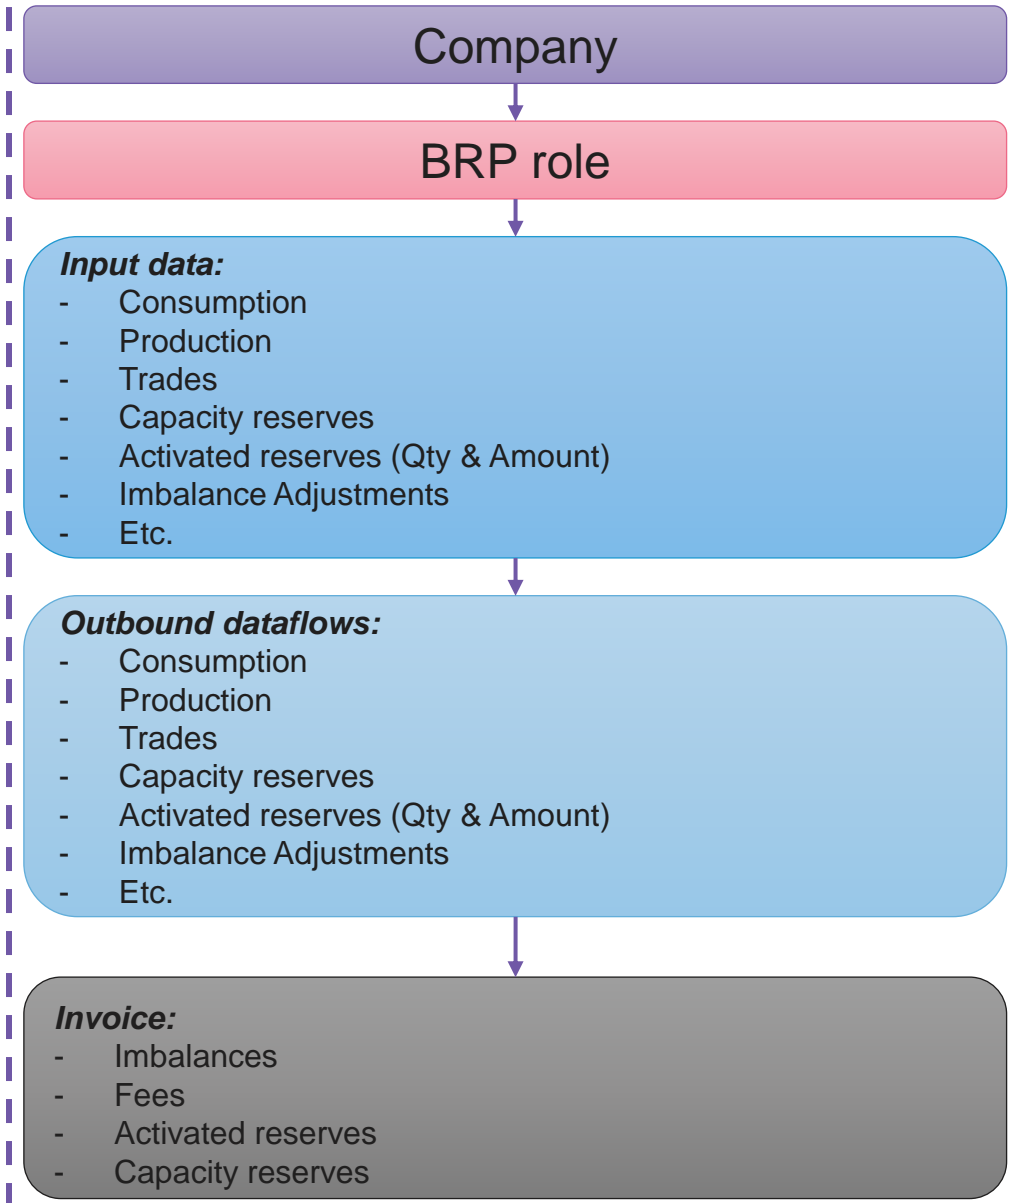 Company
BRP role
Input data:
- Consumption
- Production
- Trades
- Capacity reserves
- Activated reserves (Qty & Amount)
- Imbalance Adjustments
- Etc.
Outbound dataflows:
- Consumption
- Production
- Trades
- Capacity reserves
- Activated reserves (Qty & Amount)
- Imbalance Adjustments
- Etc.
Invoice:
- Imbalances
- Fees
- Activated reserves
- Capacity reserves